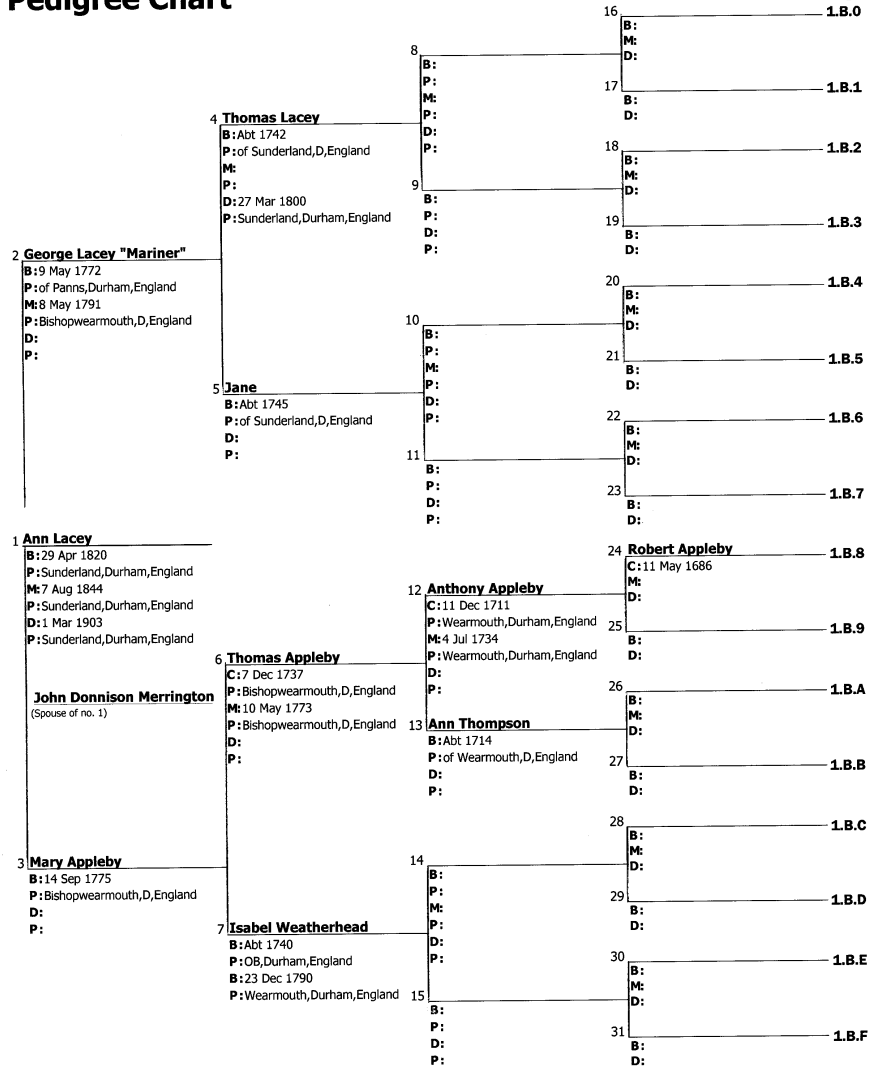 Pedigree Chart
2 George Lacey "Mariner"
B:9 May 1772
P:of Panns,Durham,England
M:8 May 1791
P:Bishopwearmouth,D,England
D:
P:
1 Ann Lacey
B:29 Apr 1820
P:Sunderland,Durham,England
M:7 Aug 1844
P:Sunderland,Durham,England
D:1 Mar 1903
P:Sunderland,Durham,England
John Donnison Merrington
(Spouse of no. 1)
3 Mary Appleby
B:14 Sep 1775
P:Bishopwearmouth,D,England
D:
P:
4 Thomas Lacey
B:Abt 1742
P:of Sunderland,D,England
M:
P:
D:27 Mar 1800
P:Sunderland,Durham,England
5 Jane
B:Abt 1745
P:of Sunderland,D,England
D:
P:
6 Thomas Appleby
C:7 Dec 1737
P:Bishopwearmouth,D,England
M:10 May 1773
P:Bishopwearmouth,D,England
D:
P:
7 Isabel Weatherhead
B:Abt 1740
P:OB,Durham,England
B:23 Dec 1790
P:Wearmouth,Durham,England
8
B:
P:
M:
P:
D:
P:
9
B:
P:
D:
P:
10
B:
P:
M:
P:
D:
P:
11
B:
P:
D:
P:
12 Anthony Appleby
C:11 Dec 1711
P:Wearmouth,Durham,England
M:4 Jul 1734
P:Wearmouth,Durham,England
D:
P:
13 Ann Thompson
B:Abt 1714
P:of Wearmouth,D,England
D:
P:
14
B:
P:
M:
P:
D:
P:
15
B:
P:
D:
P:
16 1.B.0
B:
M:
D:
17 1.B.1
B:
D:
18 1.B.2
B:
M:
D:
19 1.B.3
B:
D:
20 1.B.4
B:
M:
D:
21 1.B.5
B:
D:
22 1.B.6
B:
M:
D:
23 1.B.7
B:
D:
24 Robert Appleby 1.B.8
C:11 May 1686
M:
D:
25 1.B.9
B:
D:
26 1.B.A
B:
M:
D:
27 1.B.B
B:
D:
28 1.B.C
B:
M:
D:
29 1.B.D
B:
D:
30 1.B.E
B:
M:
D:
31 1.B.F
B:
D: